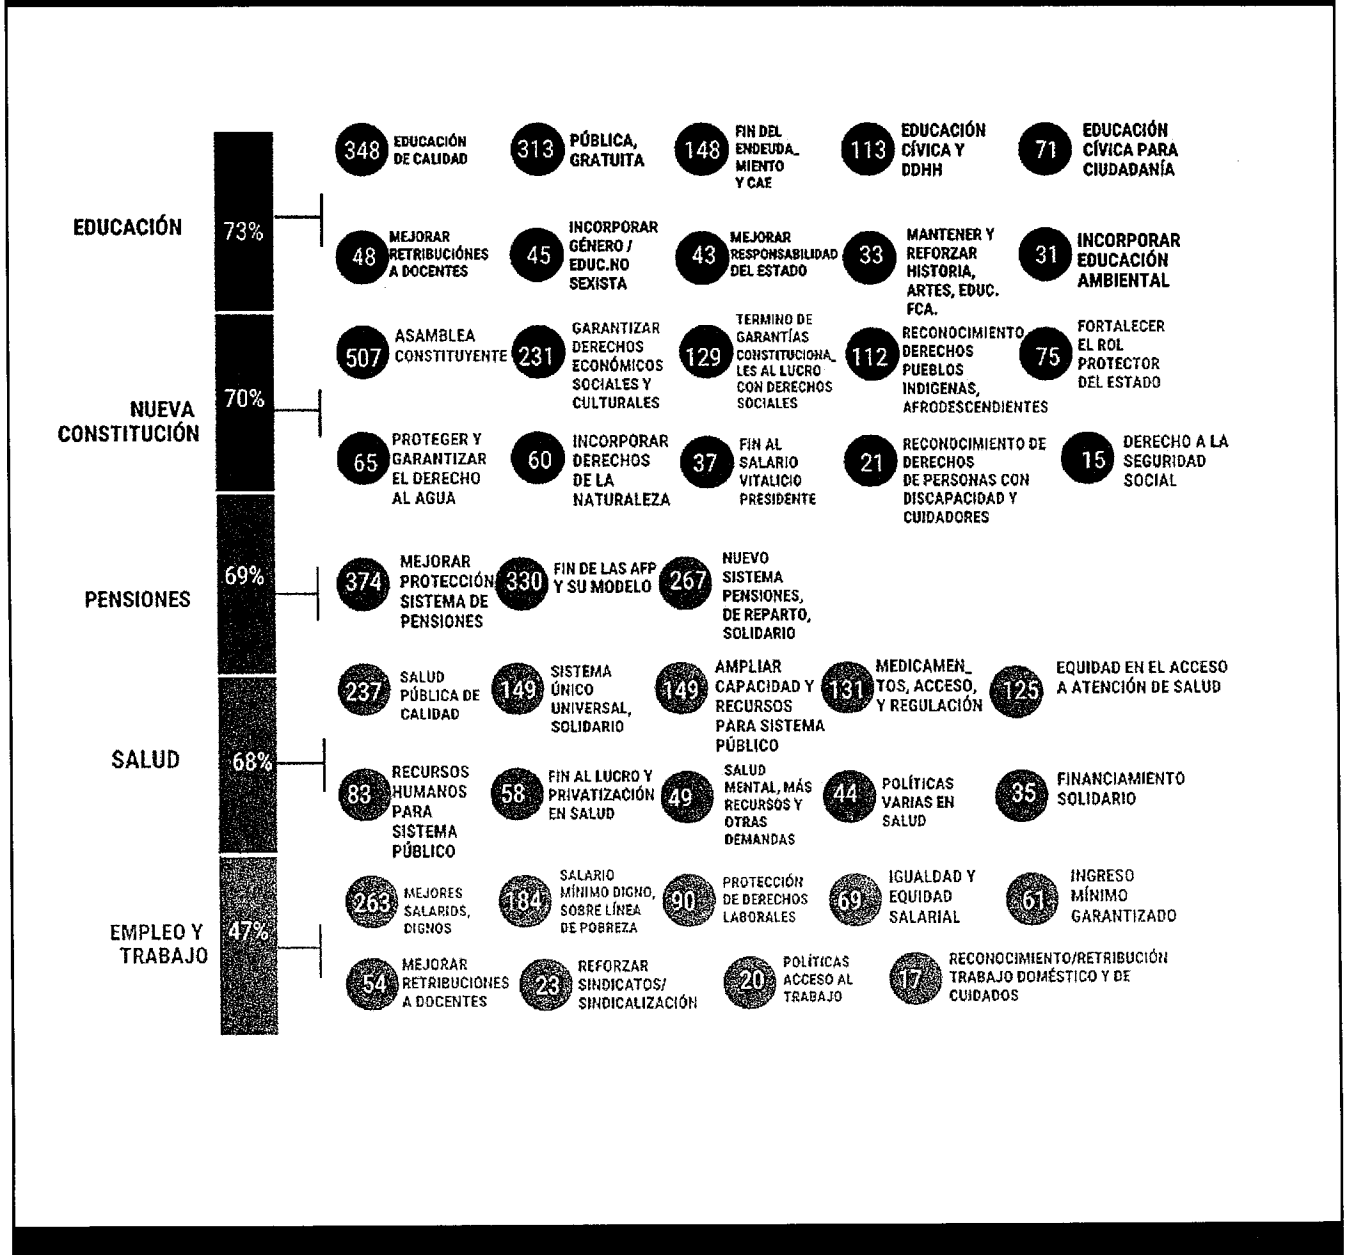 EDUCACIÓN
73%
348
EDUCACIÓN
DE CALIDAD
313
PÚBLICA,
GRATUITA
148
FIN DEL
ENDEUDA_
MIENTO
Y CAE
113
EDUCACIÓN
CÍVICA Y
DDHH
71
EDUCACIÓN
CÍVICA PARA
CIUDADANÍA
48
MEJORAR
RETRIBUCIÓNES
A DOCENTES
45
INCORPORAR
GÉNERO /
EDUC.NO
SEXISTA
43
MEJORAR
RESPONSABILIDAD
DEL ESTADO
33
MANTENER Y
REFORZAR
HISTORIA,
ARTES, EDUC.
FCA.
31
INCORPORAR
EDUCACIÓN
AMBIENTAL
NUEVA
CONSTITUCIÓN
70%
507
ASAMBLEA
CONSTITUYENTE
231
GARANTIZAR
DERECHOS
ECONÓMICOS
SOCIALES Y
CULTURALES
129
TERMINO DE
GARANTÍAS
CONSTITUCIONA_
LES AL LUCRO
CON DERECHOS
SOCIALES
112
RECONOCIMIENTO
DERECHOS
PUEBLOS
INDIGENAS,
AFRODESCENDIENTES
75
FORTALECER
EL ROL
PROTECTOR
DEL ESTADO
65
PROTEGER Y
GARANTIZAR
EL DERECHO
AL AGUA
60
INCORPORAR
DERECHOS
DE LA
NATURALEZA
37
FIN AL
SALARIO
VITALICIO
PRESIDENTE
21
RECONOCIMIENTO DE
DERECHOS
DE PERSONAS CON
DISCAPACIDAD Y
CUIDADORES
15
DERECHO A LA
SEGURIDAD
SOCIAL
PENSIONES
69%
374
MEJORAR
PROTECCIÓN
SISTEMA DE
PENSIONES
330
FIN DE LAS AFP
Y SU MODELO
267
NUEVO
SISTEMA
PENSIONES,
DE REPARTO,
SOLIDARIO
SALUD
68%
237
SALUD
PÚBLICA DE
CALIDAD
149
SISTEMA
ÚNICO
UNIVERSAL,
SOLIDARIO
149
AMPLIAR
CAPACIDAD Y
RECURSOS
PARA SISTEMA
PÚBLICO
131
MEDICAMEN_
TOS, ACCESO,
Y REGULACIÓN
125
EQUIDAD EN EL ACCESO
A ATENCIÓN DE SALUD
83
RECURSOS
HUMANOS
PARA
SISTEMA
PÚBLICO
58
FIN AL LUCRO Y
PRIVATIZACIÓN
EN SALUD
49
SALUD
MENTAL, MÁS
RECURSOS Y
OTRAS
DEMANDAS
44
POLÍTICAS
VARIAS EN
SALUD
35
FINANCIAMIENTO
SOLIDARIO
EMPLEO Y
TRABAJO
47%
263
MEJORES
SALARIOS,
DIGNOS
184
SALARIO
MÍNIMO DIGNO,
SOBRE LÍNEA
DE POBREZA
90
PROTECCIÓN
DE DERECHOS
LABORALES
69
IGUALDAD Y
EQUIDAD
SALARIAL
61
INGRESO
MÍNIMO
GARANTIZADO
54
MEJORAR
RETRIBUCIONES
A DOCENTES
23
REFORZAR
SINDICATOS/
SINDICALIZACIÓN
20
POLÍTICAS
ACCESO AL
TRABAJO
17
RECONOCIMIENTO/RETRIBUCIÓN
TRABAJO DOMÉSTICO Y DE
CUIDADOS